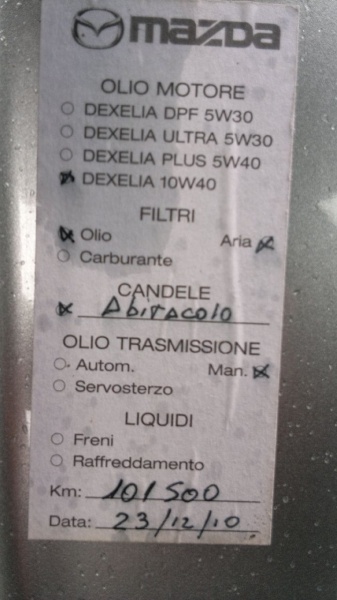 mazda
OLIO MOTORE
DEXELIA DPF 5W30
DEXELIA ULTRA 5W30
DEXELIA PLUS 5W40
DEXELIA 10W40
FILTRI
Olio Aria
Carburante
CANDELE
Abitacolo
OLIO TRASMISSIONE
Autom. Man.
Servosterzo
LIQUIDI
Freni
Raffreddamento
Km: 101500
Data: 23/12/10